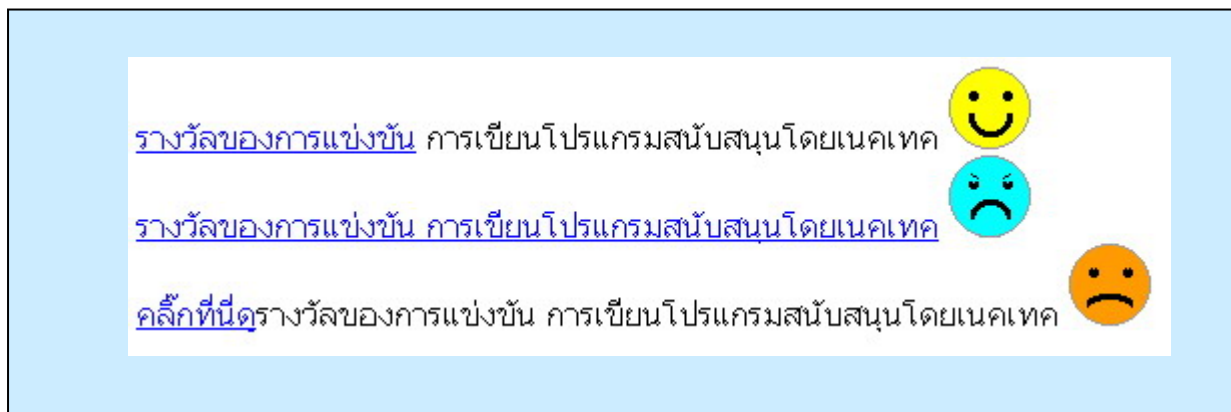 รางวัลของการแข่งขัน การเขียนโปรแกรมสนับสนุนโดยเนคเทค
รางวัลของการแข่งขัน การเขียนโปรแกรมสนับสนุนโดยเนคเทค
คลิ๊กที่นี่ดูรางวัลของการแข่งขัน การเขียนโปรแกรมสนับสนุนโดยเนคเทค